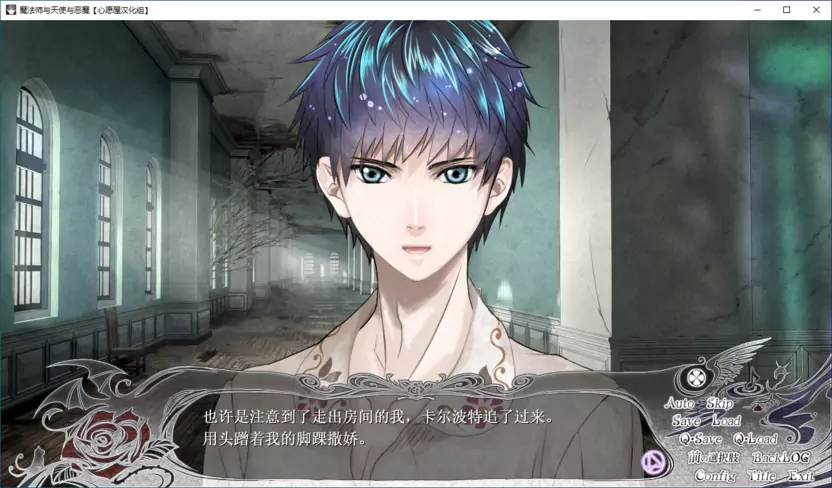 魔法师与天使与恶魔【心愿屋汉化组】
也许是注意到了走出房间的我，卡尔波特追了过来。
用头蹭着我的脚踝撒娇。
Auto Skip
Save Load
Q·Save Q·Load
前の選択肢 BackLOG
Config Title Exit